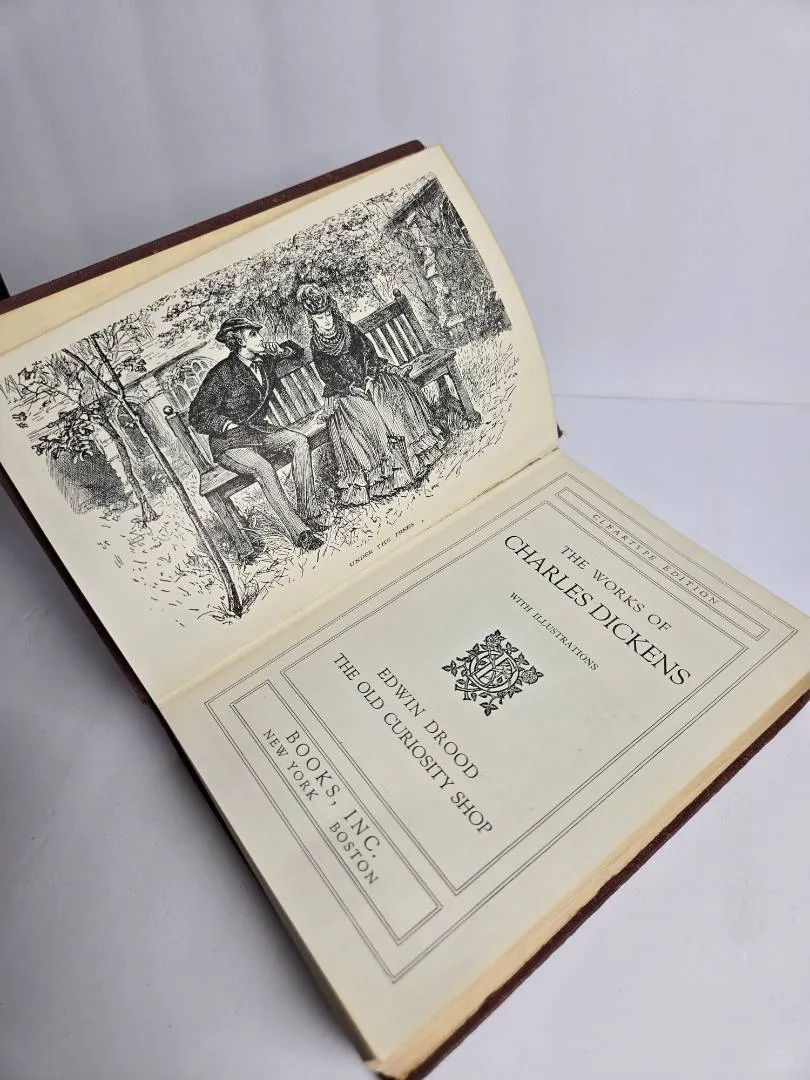 UNDER THE TREES
CLEARTYPE EDITION
THE WORKS OF
CHARLES DICKENS
WITH ILLUSTRATIONS
EDWIN DROOD
THE OLD CURIOSITY SHOP
BOOKS, INC.
NEW YORK BOSTON